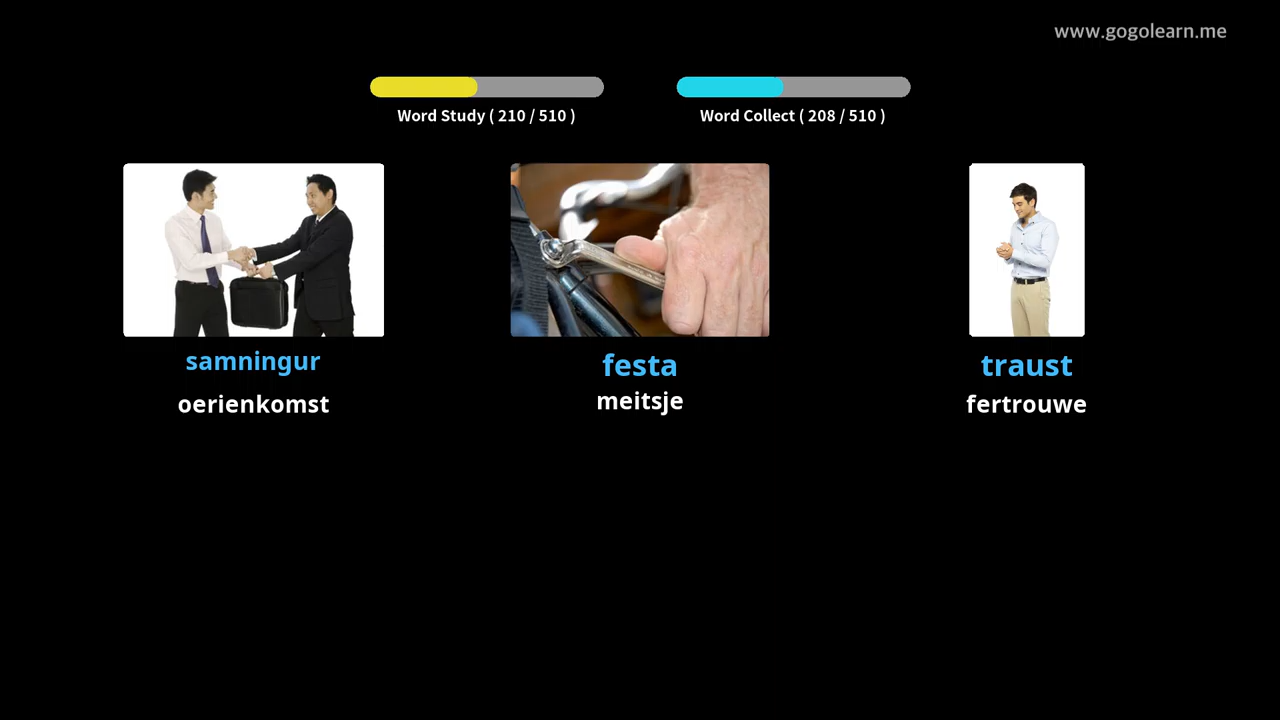 www.gogolearn.me
Word Study ( 210 / 510 )
Word Collect ( 208 / 510 )
samningur
oerienkomst
festa
meitsje
traust
fertrouwe